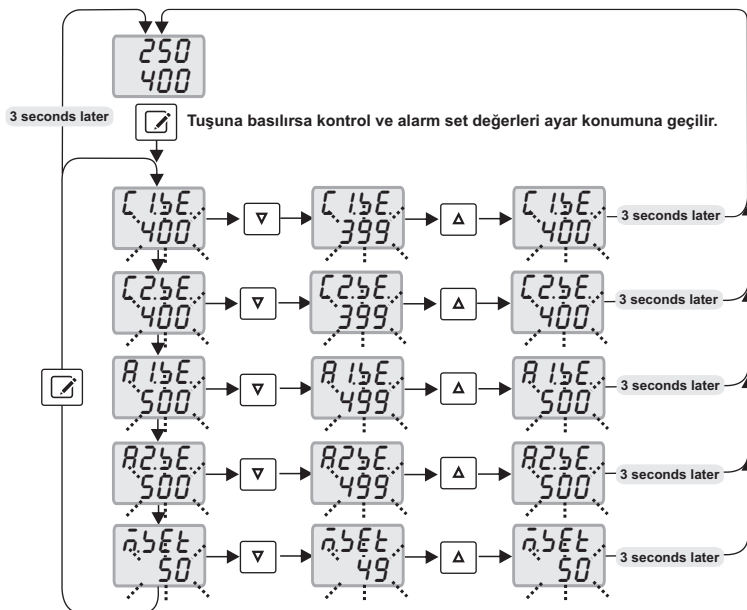 250
400
3 seconds later
Tuşuna basılırsa kontrol ve alarm set değerleri ayar konumuna geçilir.
C1.SE.
400
C1.SE.
399
C1.SE.
400
3 seconds later
C2.SE.
400
C2.SE.
399
C2.SE.
400
3 seconds later
A1.SE.
500
A1.SE.
499
A1.SE.
500
3 seconds later
A2.SE.
500
A2.SE.
499
A2.SE.
500
3 seconds later
n̄.SEt
50
n̄.SEt
49
n̄.SEt
50
3 seconds later